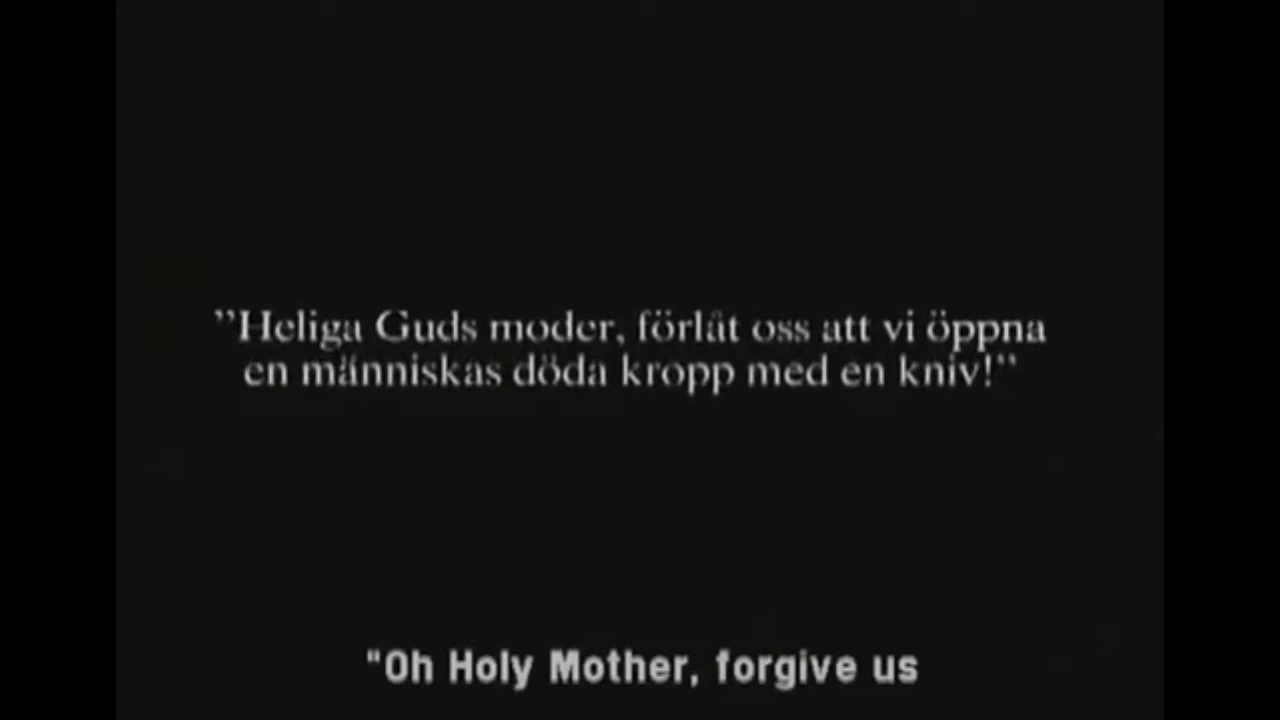 ”Heliga Guds moder, förlåt oss att vi öppna
en människas döda kropp med en kniv!”
"Oh Holy Mother, forgive us